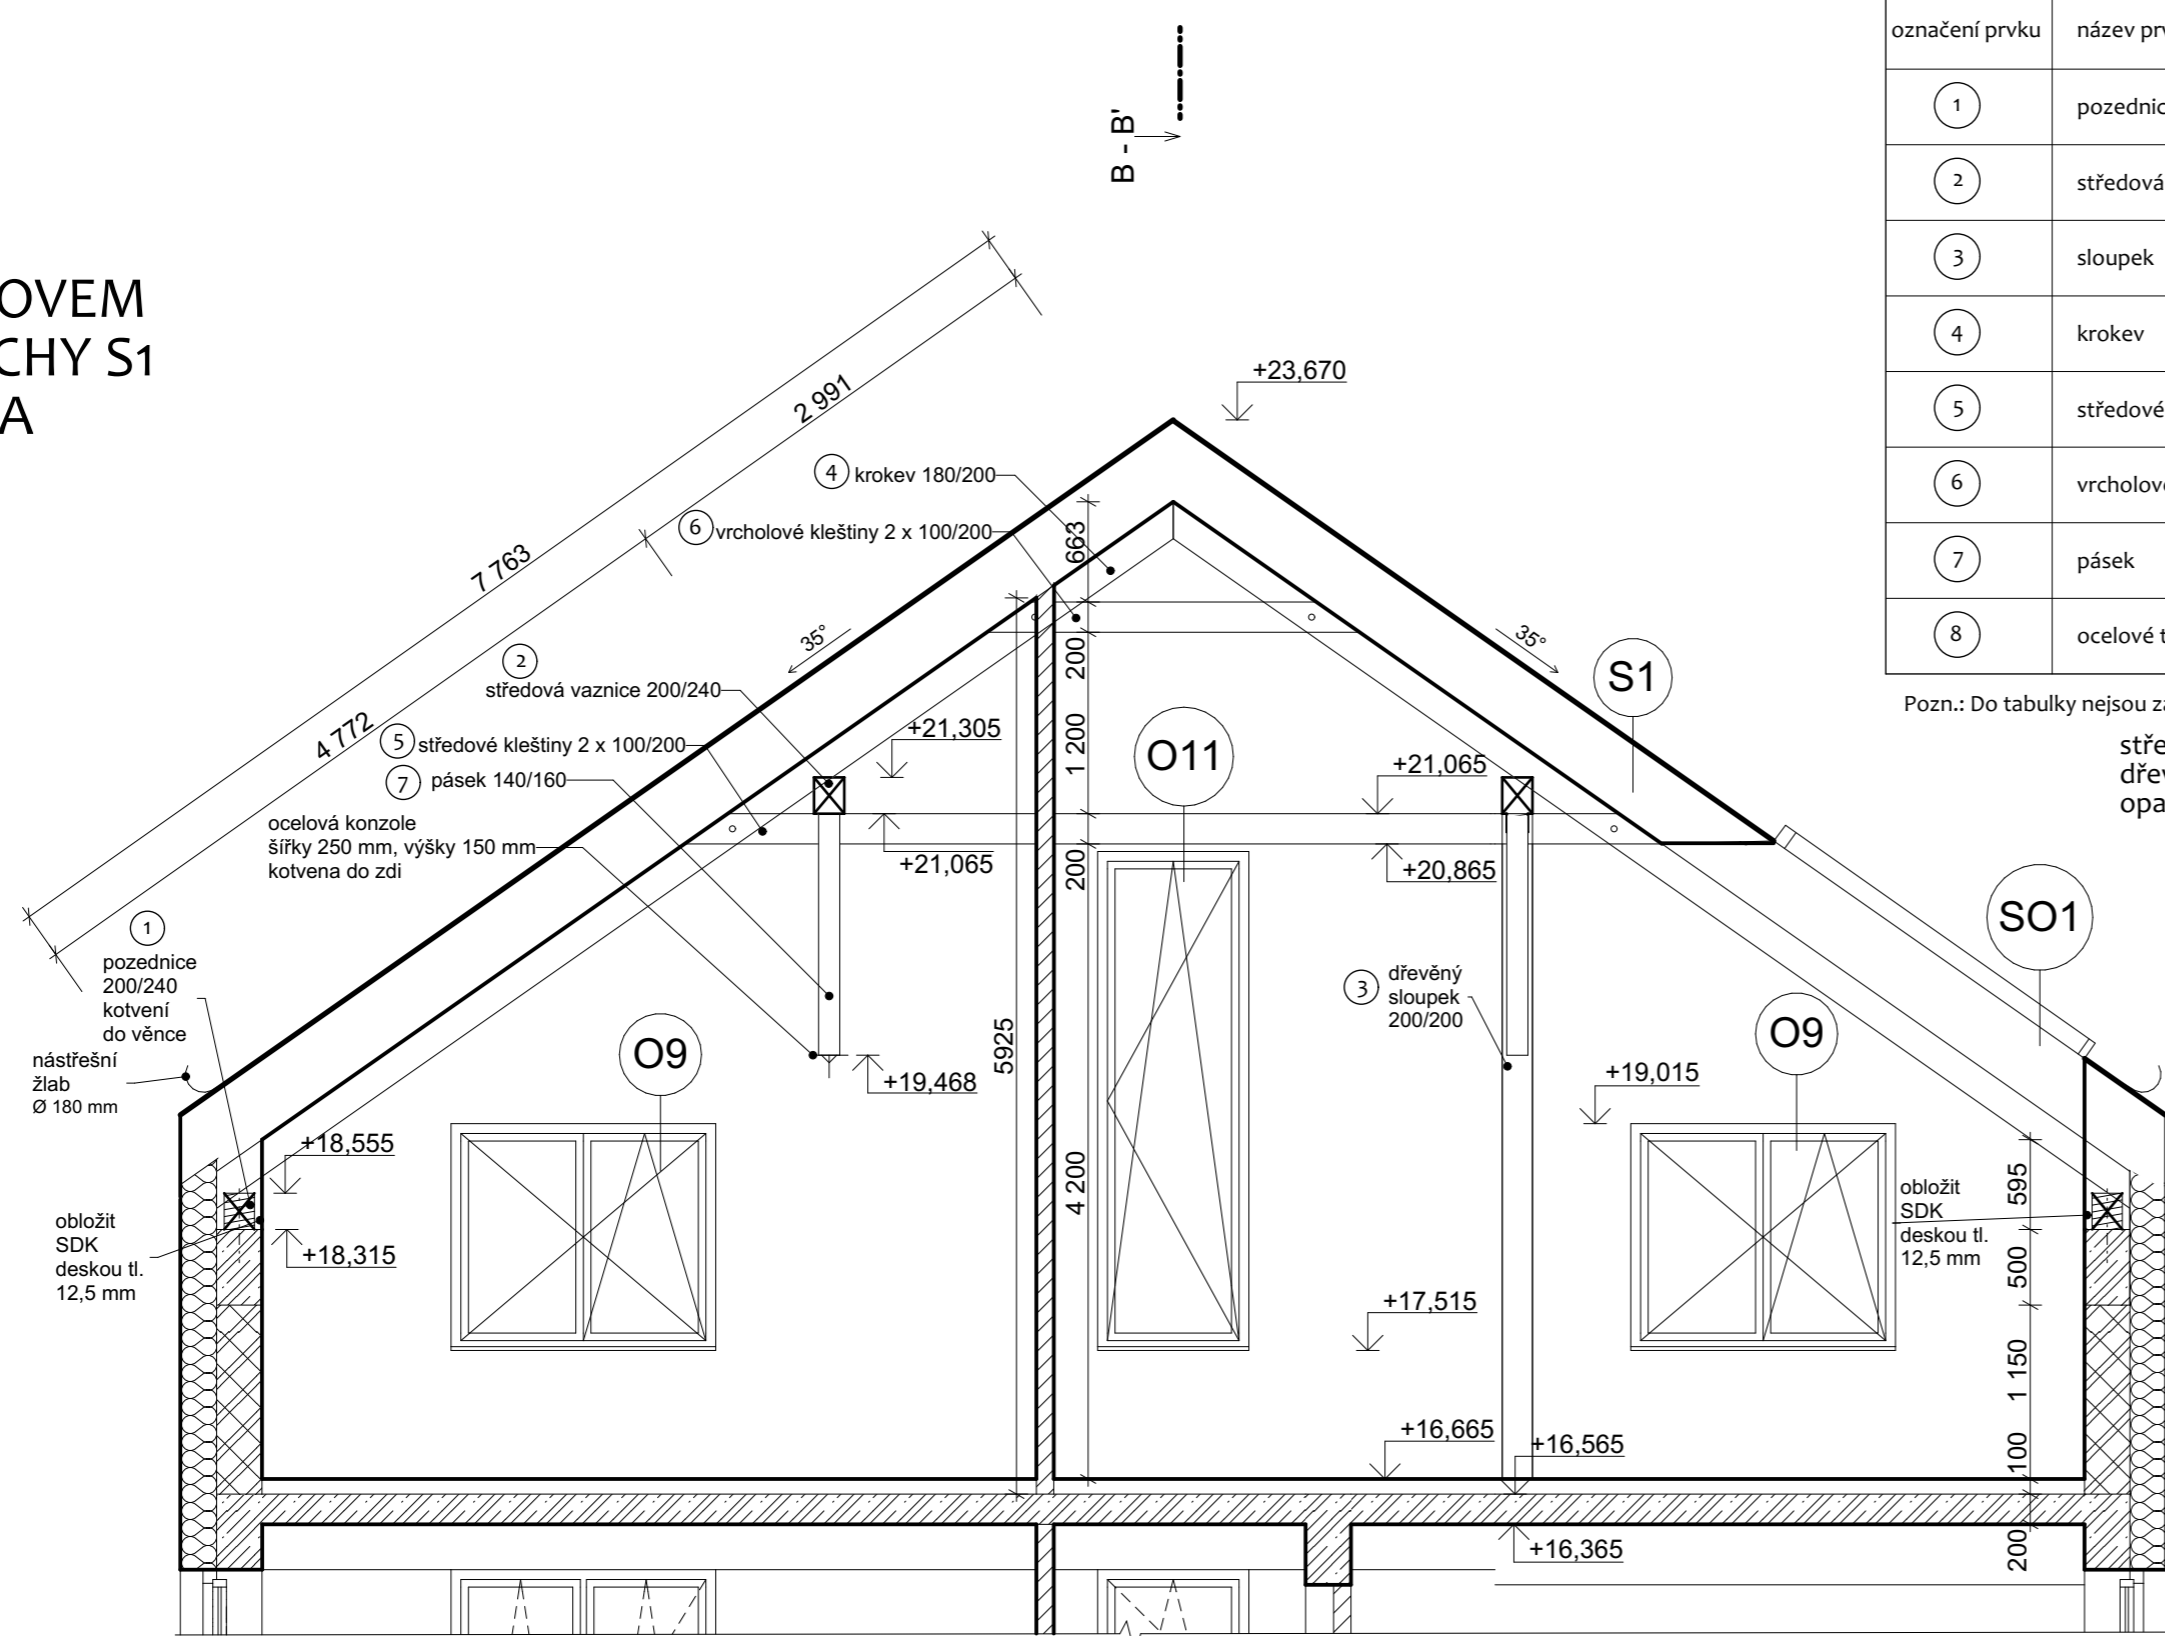 OVEM
CHY S1
A
B - B'
označení prvku
1
pozednic
2
středová
3
sloupek
4
krokev
5
středové
6
vrcholov
7
pásek
8
ocelové t
Pozn.: Do tabulky nejsou za
stře
dřev
opa
7 763
2 991
4 772
+23,670
4 krokev 180/200
6 vrcholové kleštiny 2 x 100/200
663
35°
35°
2
středová vaznice 200/240
5 středové kleštiny 2 x 100/200
7 pásek 140/160
ocelová konzole
šířky 250 mm, výšky 150 mm
kotvena do zdi
200
1 200
200
+21,305
+21,065
O11
+21,065
+20,865
S1
SO1
1
pozednice
200/240
kotvení
do věnce
nástřešní
žlab
Ø 180 mm
3
dřevěný
sloupek
200/200
O9
O9
5925
4 200
+19,468
+19,015
+18,555
+18,315
obložit
SDK
deskou tl.
12,5 mm
obložit
SDK
deskou tl.
12,5 mm
595
500
1 150
100
200
+17,515
+16,665
+16,565
+16,365